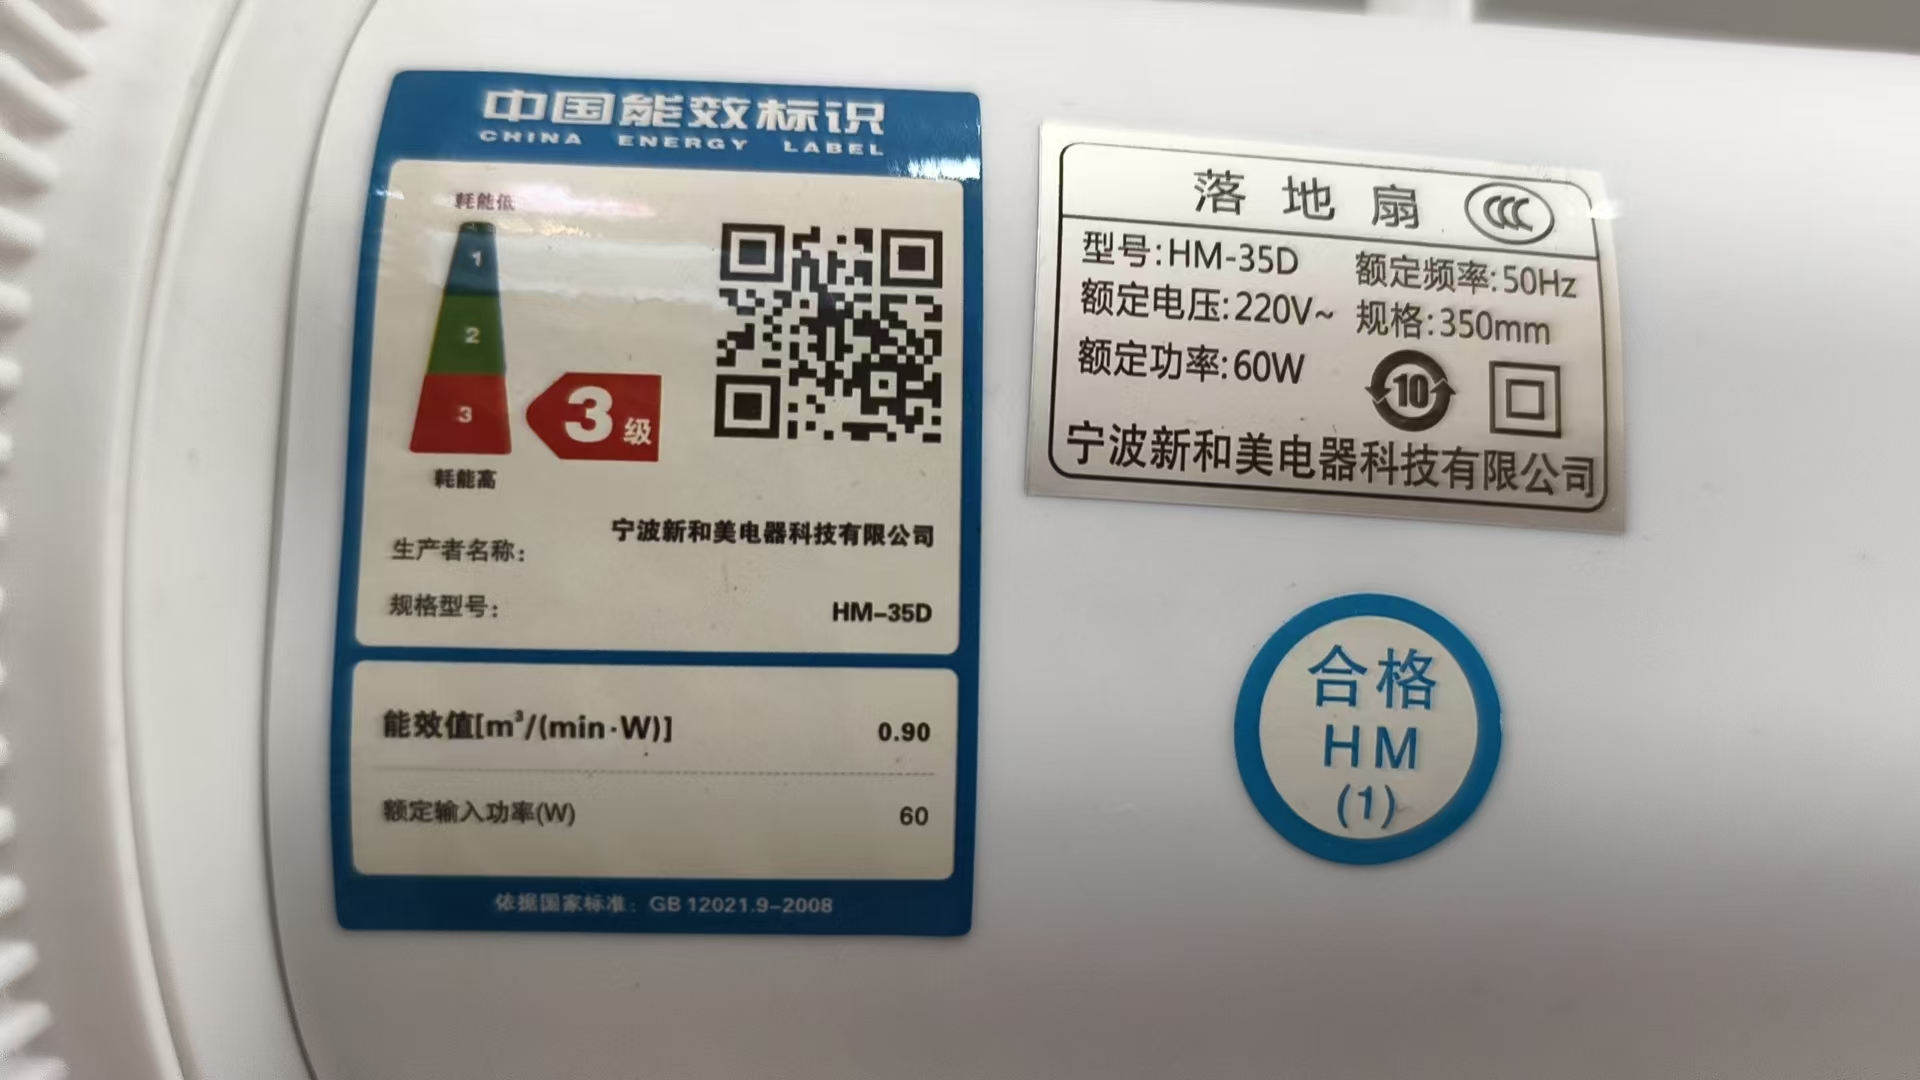 中国能效标识
CHINA ENERGY LABEL
耗能低
1
2
3
3级
耗能高
生产者名称: 宁波新和美电器科技有限公司
规格型号: HM-35D
能效值[m³/(min·W)] 0.90
额定输入功率(W) 60
依据国家标准: GB 12021.9-2008
落地扇 CCC
型号:HM-35D 额定频率:50Hz
额定电压:220V~ 规格:350mm
额定功率:60W
10
宁波新和美电器科技有限公司
合格
HM
(1)